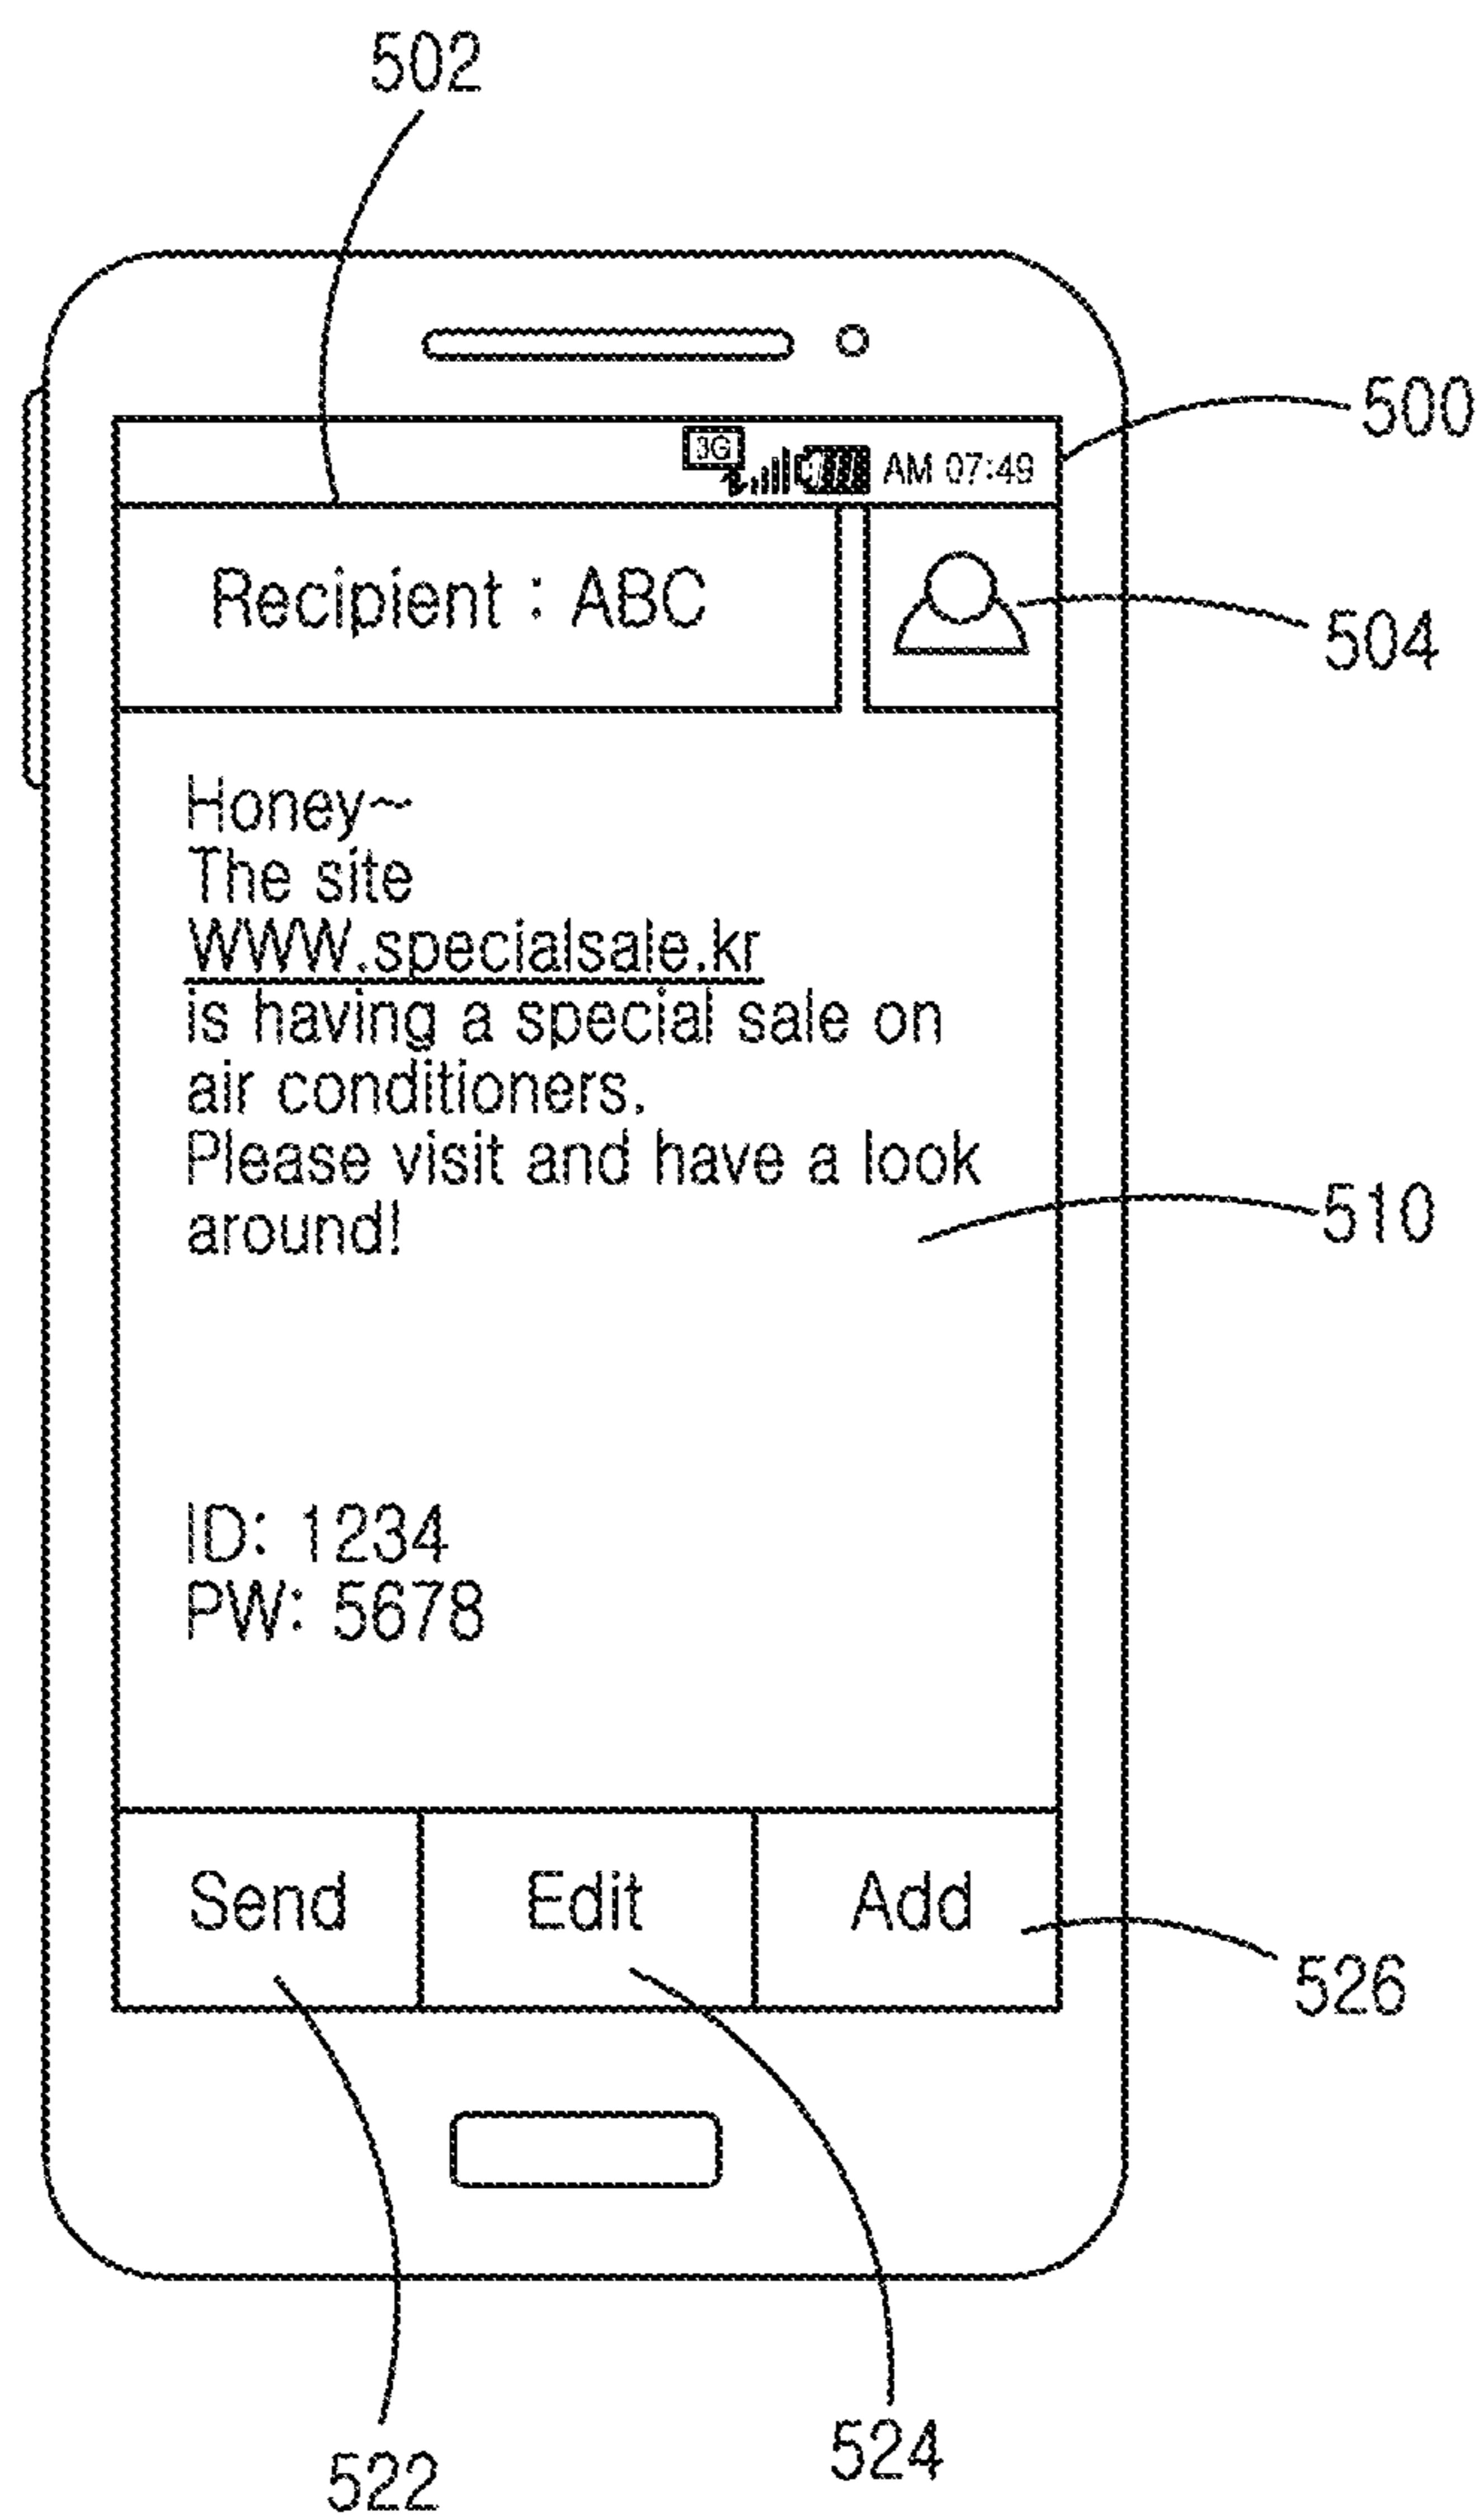 502
500
3G AM 07:49
Recipient : ABC
504
Honey~
The site
WWW.specialsale.kr
is having a special sale on
air conditioners.
Please visit and have a look
around!
510
ID: 1234
PW: 5678
Send Edit Add
526
524
522